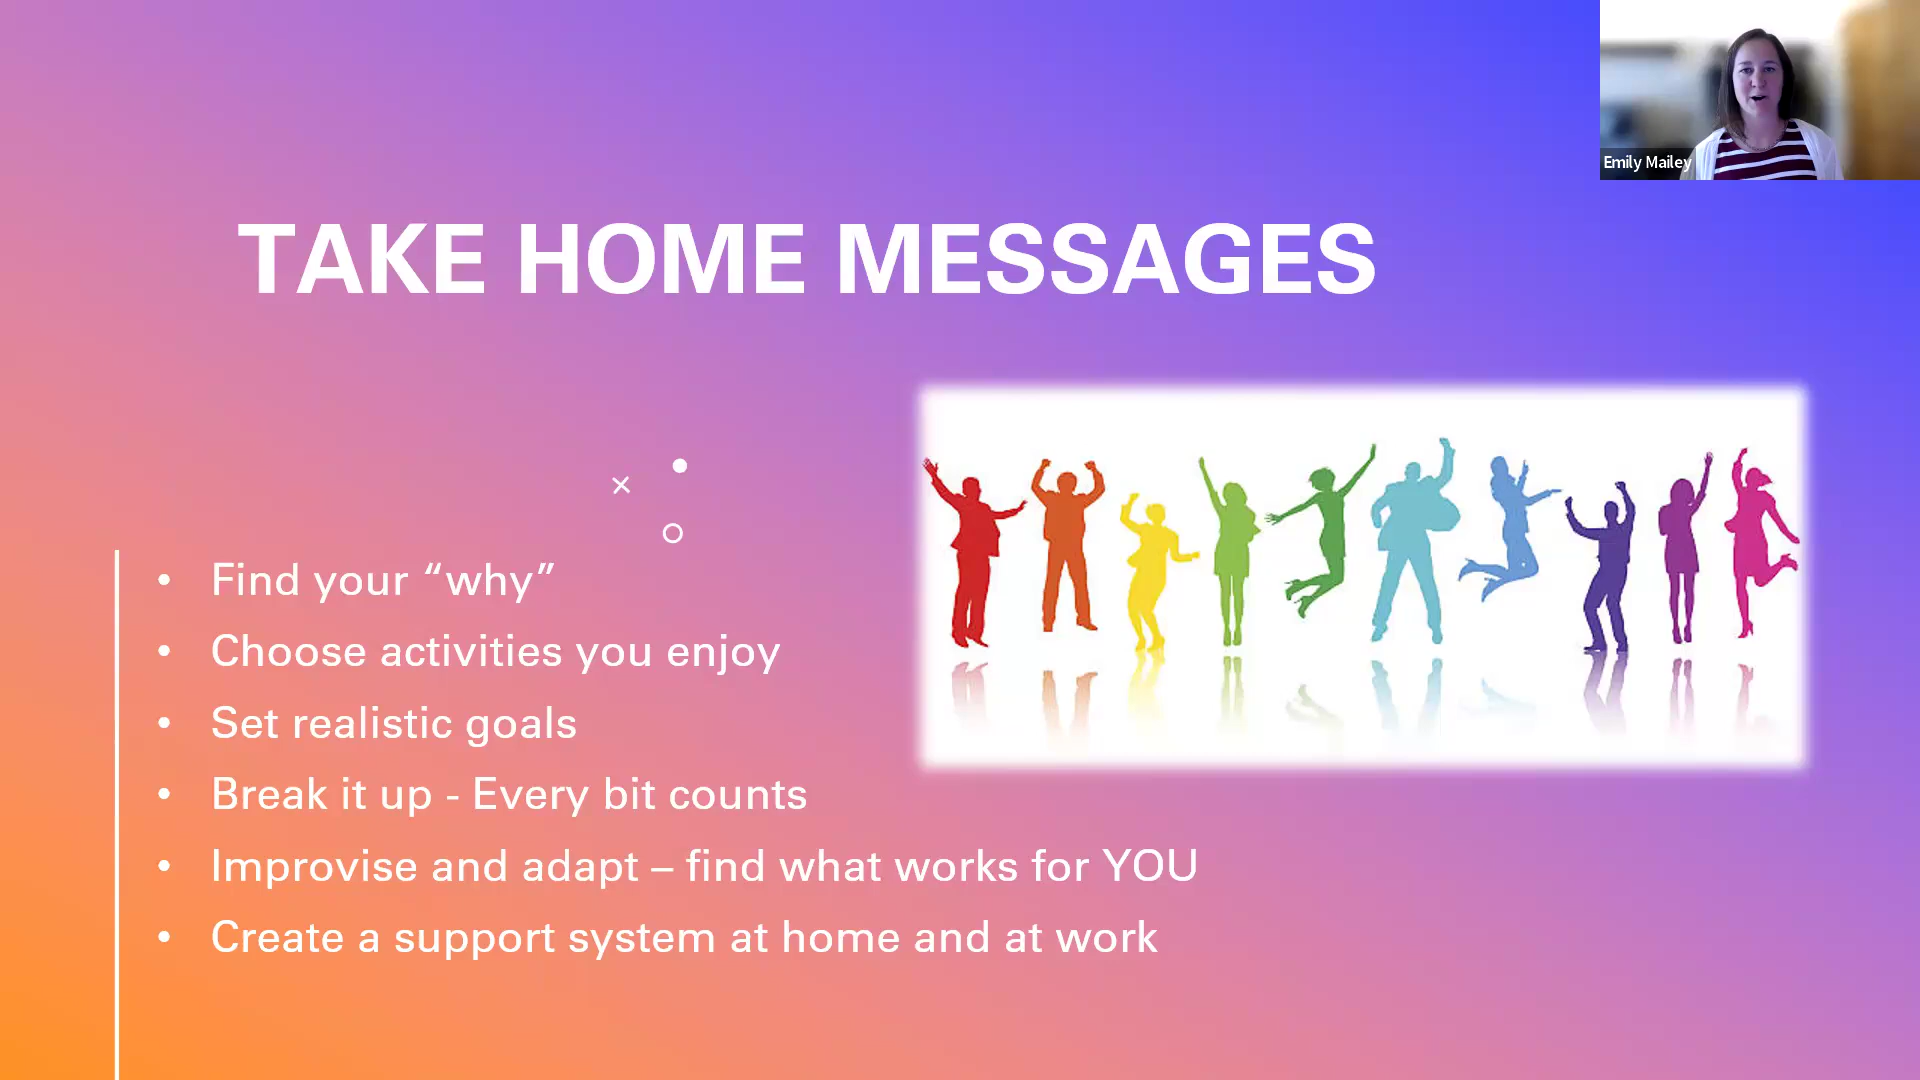 Emily Mailey
TAKE HOME MESSAGES
• Find your “why”
• Choose activities you enjoy
• Set realistic goals
• Break it up - Every bit counts
• Improvise and adapt – find what works for YOU
• Create a support system at home and at work